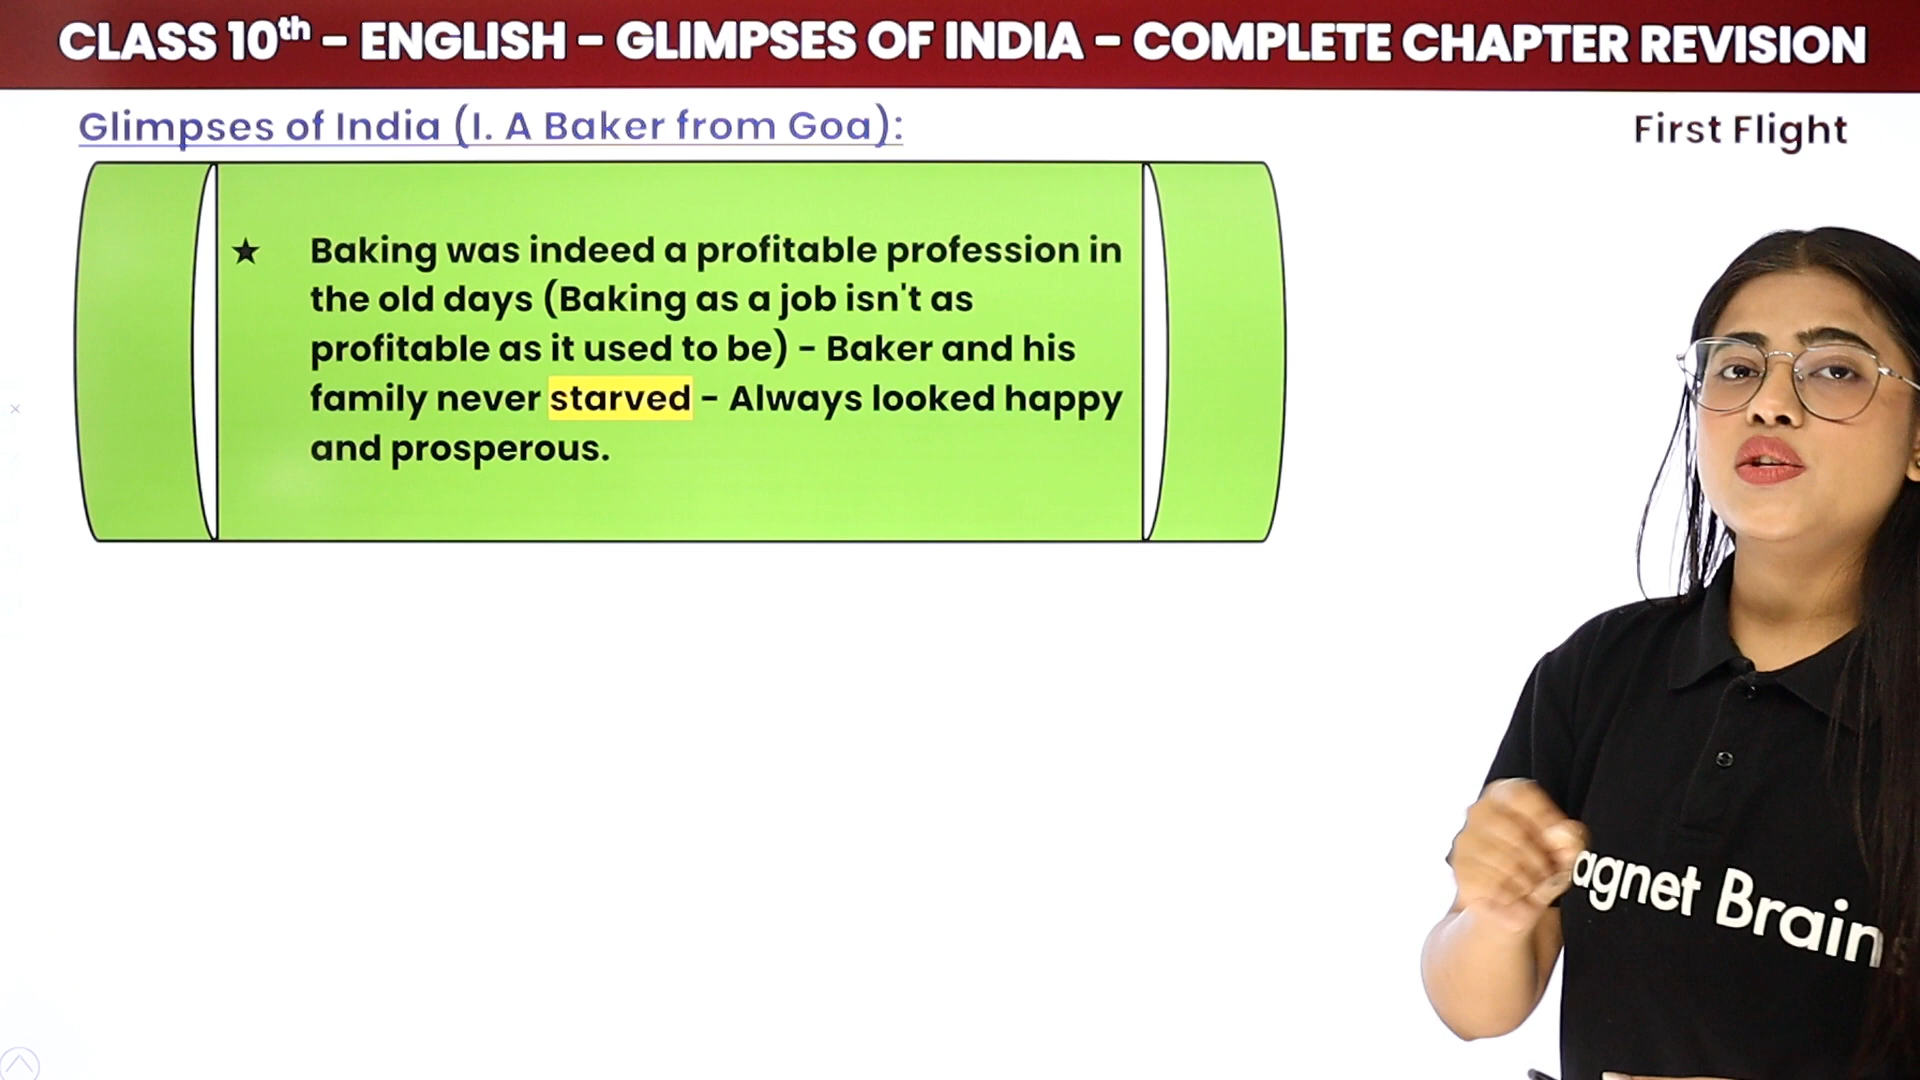 CLASS 10th - ENGLISH - GLIMPSES OF INDIA - COMPLETE CHAPTER REVISION
Glimpses of India (I. A Baker from Goa):
First Flight
★ Baking was indeed a profitable profession in
the old days (Baking as a job isn't as
profitable as it used to be) - Baker and his
family never starved - Always looked happy
and prosperous.
agnet Brain